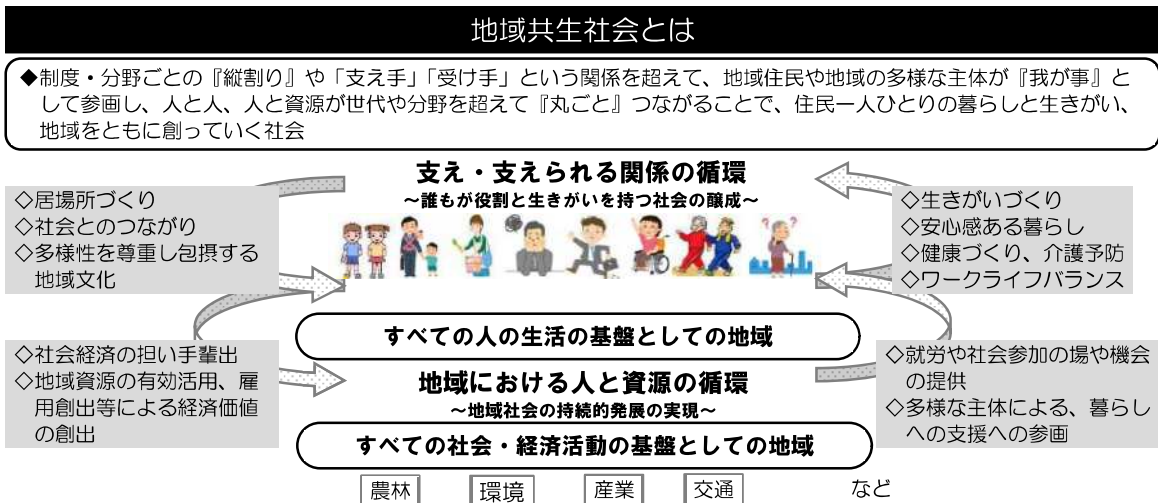 地域共生社会とは
◆制度・分野ごとの『縦割り』や「支え手」「受け手」という関係を超えて、地域住民や地域の多様な主体が『我が事』と
して参画し、人と人、人と資源が世代や分野を超えて『丸ごと』つながることで、住民一人ひとりの暮らしと生きがい、
地域をともに創っていく社会
支え・支えられる関係の循環
~誰もが役割と生きがいを持つ社会の醸成~
◇居場所づくり
◇社会とのつながり
◇多様性を尊重し包摂する
地域文化
◇生きがいづくり
◇安心感ある暮らし
◇健康づくり、介護予防
◇ワークライフバランス
すべての人の生活の基盤としての地域
◇社会経済の担い手輩出
◇地域資源の有効活用、雇
用創出等による経済価値
の創出
地域における人と資源の循環
~地域社会の持続的発展の実現~
◇就労や社会参加の場や機会
の提供
◇多様な主体による、暮らし
への支援への参画
すべての社会・経済活動の基盤としての地域
農林
環境
産業
交通
など